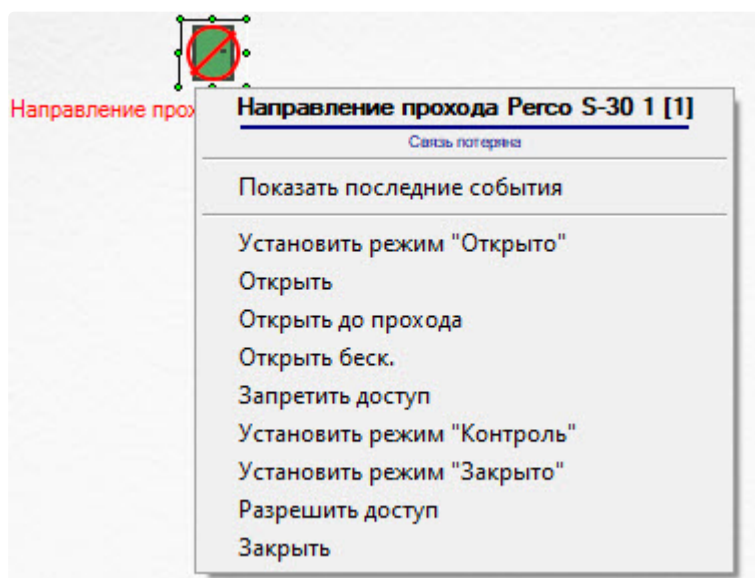 Направление прох
Направление прохода Perco S-30 1 [1]
Связь потеряна
Показать последние события
Установить режим "Открыто"
Открыть
Открыть до прохода
Открыть беск.
Запретить доступ
Установить режим "Контроль"
Установить режим "Закрыто"
Разрешить доступ
Закрыть